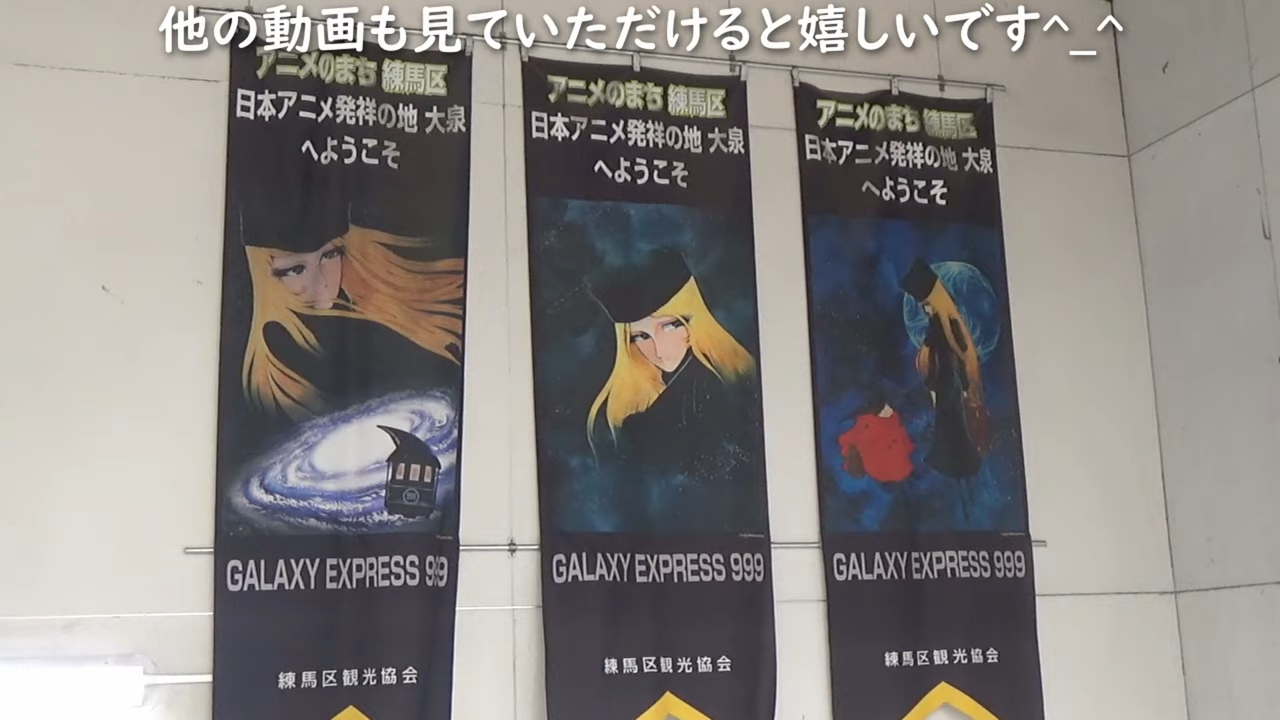 他の動画も見ていただけると嬉しいです^_^
アニメのまち 練馬区
日本アニメ発祥の地 大泉
へようこそ
GALAXY EXPRESS 999
練馬区観光協会
アニメのまち 練馬区
日本アニメ発祥の地 大泉
へようこそ
GALAXY EXPRESS 999
練馬区観光協会
アニメのまち 練馬区
日本アニメ発祥の地 大泉
へようこそ
GALAXY EXPRESS 999
練馬区観光協会